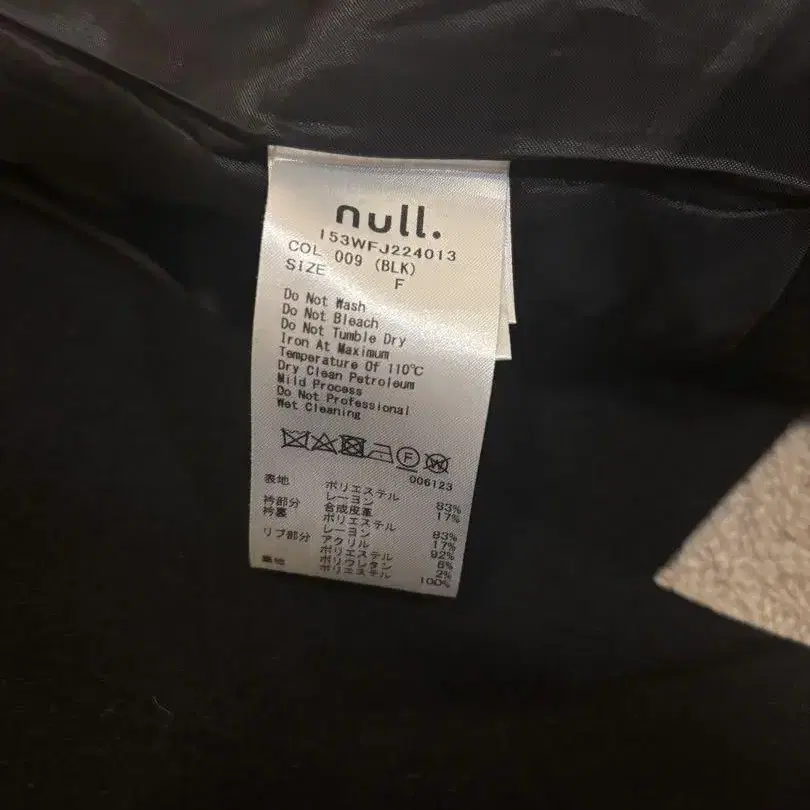 null.
153WFJ224013
COL 009 (BLK)
SIZE F
Do Not Wash
Do Not Bleach
Do Not Tumble Dry
Iron At Maximum
Temperature Of 110℃
Dry Clean Petroleum
Mild Process
Do Not Professional
Wet Cleaning
F W
006123
表地 ポリエステル 83%
レーヨン 17%
衿部分 合成皮革
衿裏 ポリエステル 83%
レーヨン 17%
リブ部分 アクリル 92%
ポリエステル 6%
ポリウレタン 2%
裏地 ポリエステル 100%